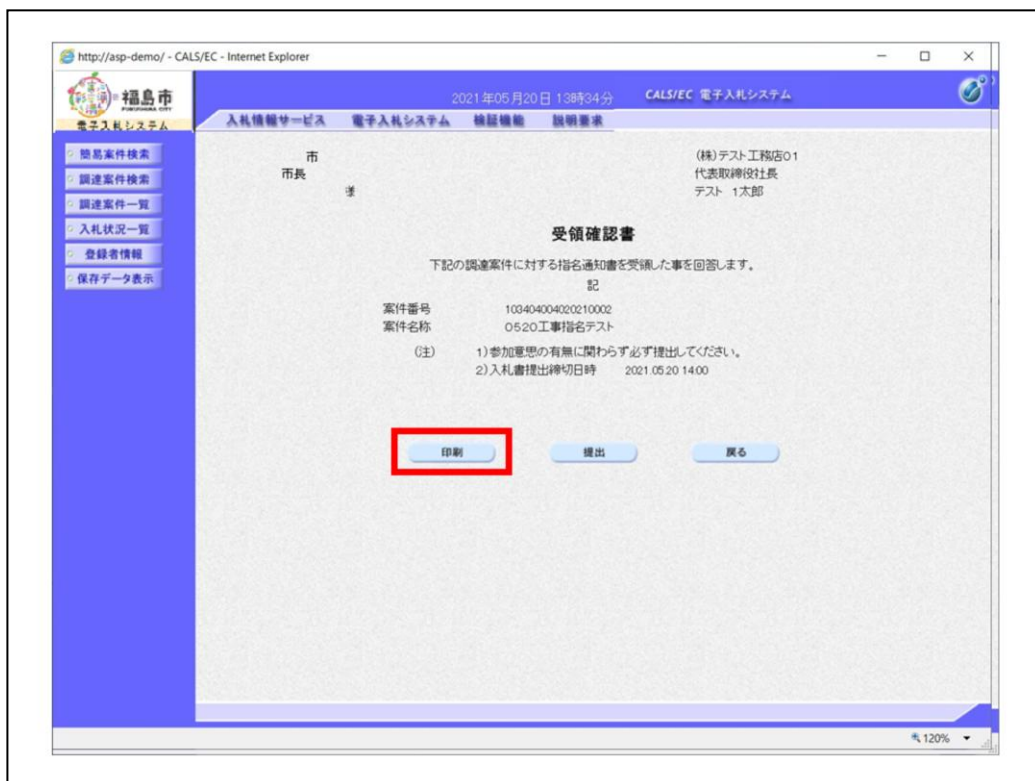 http://asp-demo/ - CALS/EC - Internet Explorer
福島市
FUKUSHIMA CITY
電子入札システム
2021年05月20日 13時34分
CALS/EC 電子入札システム
入札情報サービス 電子入札システム 検証機能 説明要求
簡易案件検索
調達案件検索
調達案件一覧
入札状況一覧
登録者情報
保存データ表示
市
市長
様
(株)テスト工務店01
代表取締役社長
テスト 1太郎
受領確認書
下記の調達案件に対する指名通知書を受領した事を回答します。
記
案件番号 103404004020210002
案件名称 0520工事指名テスト
(注) 1)参加意思の有無に関わらず必ず提出してください。
2)入札書提出締切日時 2021.05.20 14:00
印刷 提出 戻る
120%